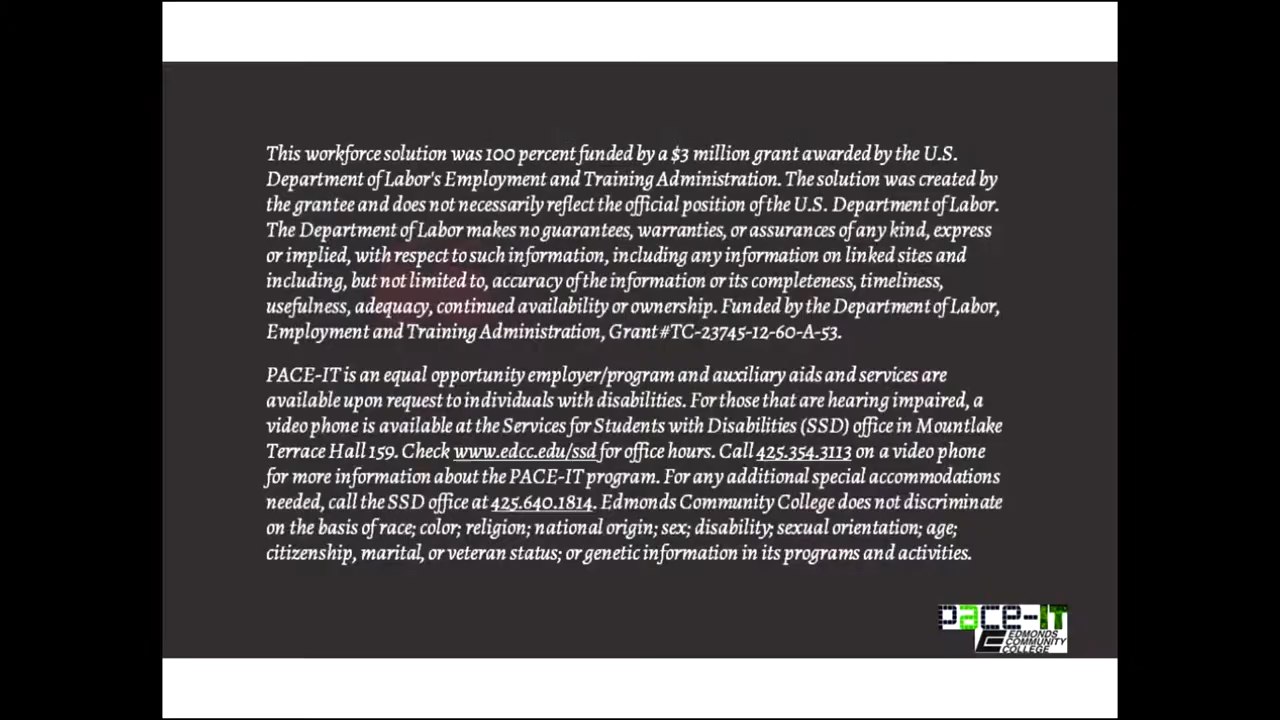 This workforce solution was 100 percent funded by a $3 million grant awarded by the U.S.
Department of Labor's Employment and Training Administration. The solution was created by
the grantee and does not necessarily reflect the official position of the U.S. Department of Labor.
The Department of Labor makes no guarantees, warranties, or assurances of any kind, express
or implied, with respect to such information, including any information on linked sites and
including, but not limited to, accuracy of the information or its completeness, timeliness,
usefulness, adequacy, continued availability or ownership. Funded by the Department of Labor,
Employment and Training Administration, Grant #TC-23745-12-60-A-53.
PACE-IT is an equal opportunity employer/program and auxiliary aids and services are
available upon request to individuals with disabilities. For those that are hearing impaired, a
video phone is available at the Services for Students with Disabilities (SSD) office in Mountlake
Terrace Hall 159. Check www.edcc.edu/ssd for office hours. Call 425.354.3113 on a video phone
for more information about the PACE-IT program. For any additional special accommodations
needed, call the SSD office at 425.640.1814. Edmonds Community College does not discriminate
on the basis of race; color; religion; national origin; sex; disability; sexual orientation; age;
citizenship, marital, or veteran status; or genetic information in its programs and activities.
pace-IT
EDMONDS
COMMUNITY
COLLEGE